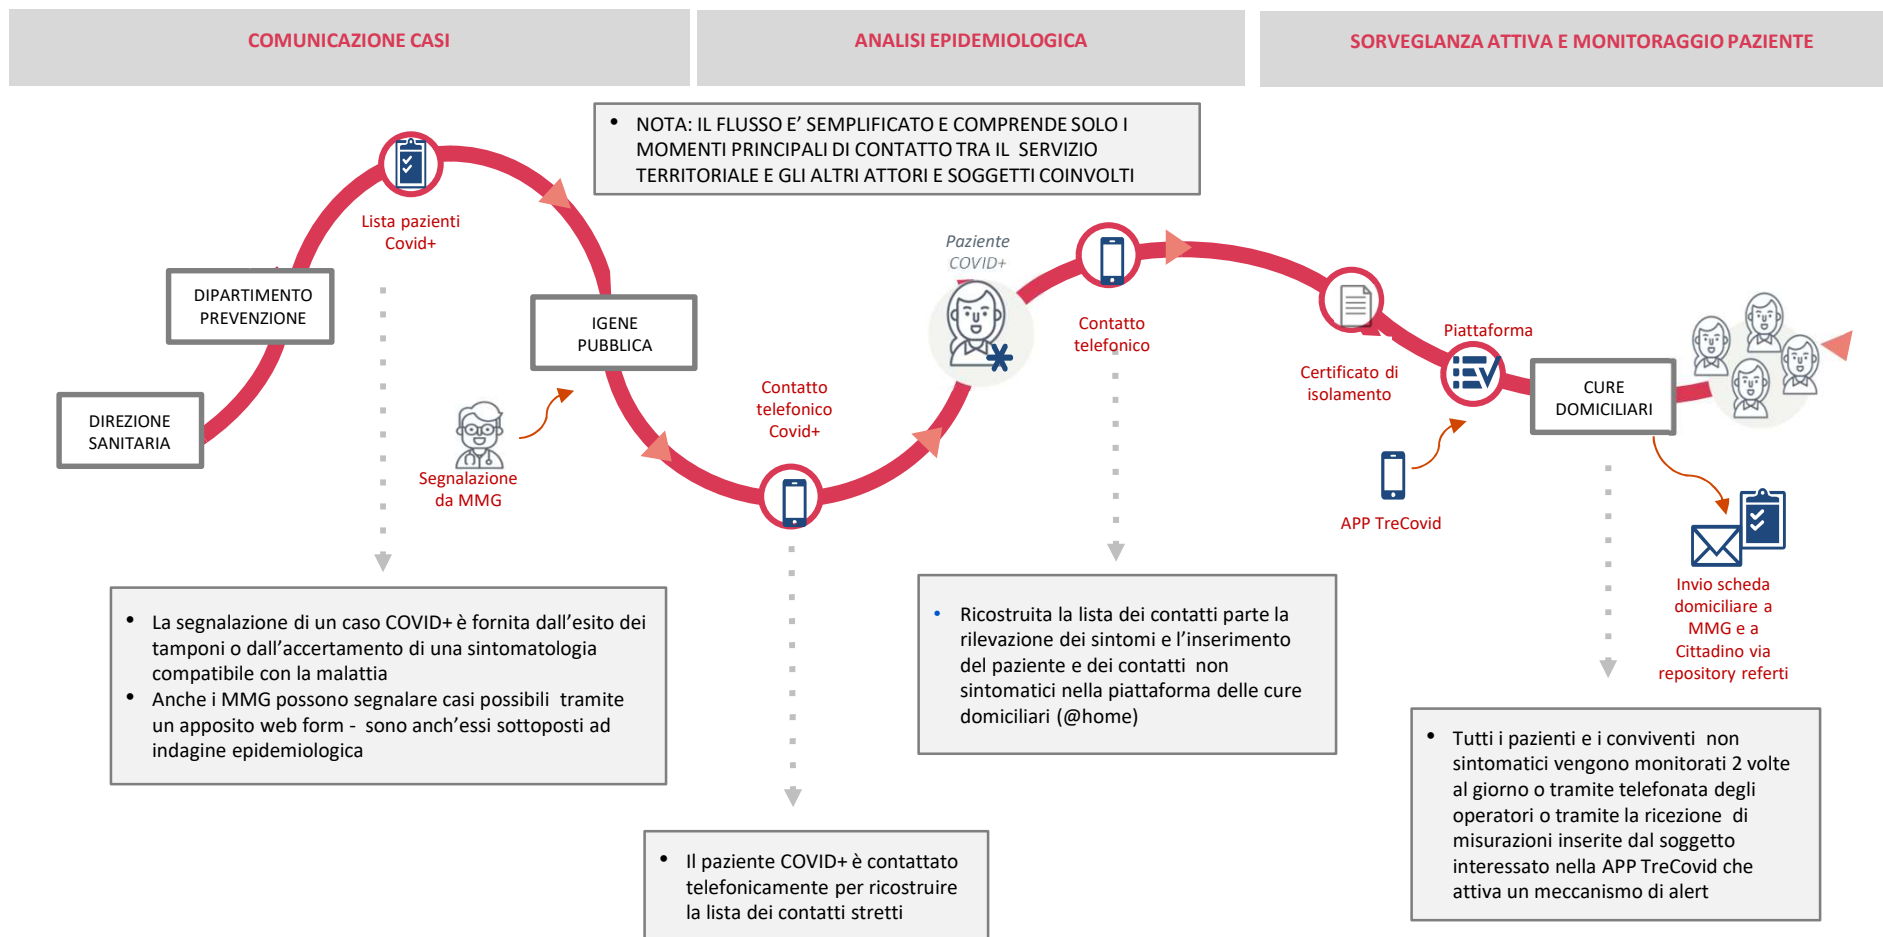 COMUNICAZIONE CASI
ANALISI EPIDEMIOLOGICA
SORVEGLANZA ATTIVA E MONITORAGGIO PAZIENTE
• NOTA: IL FLUSSO E’ SEMPLIFICATO E COMPRENDE SOLO I
MOMENTI PRINCIPALI DI CONTATTO TRA IL SERVIZIO
TERRITORIALE E GLI ALTRI ATTORI E SOGGETTI COINVOLTI
Lista pazienti
Covid+
DIPARTIMENTO
PREVENZIONE
DIREZIONE
SANITARIA
IGENE
PUBBLICA
Segnalazione
da MMG
Contatto
telefonico
Covid+
Paziente
COVID+
Contatto
telefonico
Certificato di
isolamento
Piattaforma
APP TreCovid
CURE
DOMICILIARI
Invio scheda
domiciliare a
MMG e a
Cittadino via
repository referti
• La segnalazione di un caso COVID+ è fornita dall’esito dei
tamponi o dall’accertamento di una sintomatologia
compatibile con la malattia
• Anche i MMG possono segnalare casi possibili tramite
un apposito web form - sono anch’essi sottoposti ad
indagine epidemiologica
• Il paziente COVID+ è contattato
telefonicamente per ricostruire
la lista dei contatti stretti
• Ricostruita la lista dei contatti parte la
rilevazione dei sintomi e l’inserimento
del paziente e dei contatti non
sintomatici nella piattaforma delle cure
domiciliari (@home)
• Tutti i pazienti e i conviventi non
sintomatici vengono monitorati 2 volte
al giorno o tramite telefonata degli
operatori o tramite la ricezione di
misurazioni inserite dal soggetto
interessato nella APP TreCovid che
attiva un meccanismo di alert